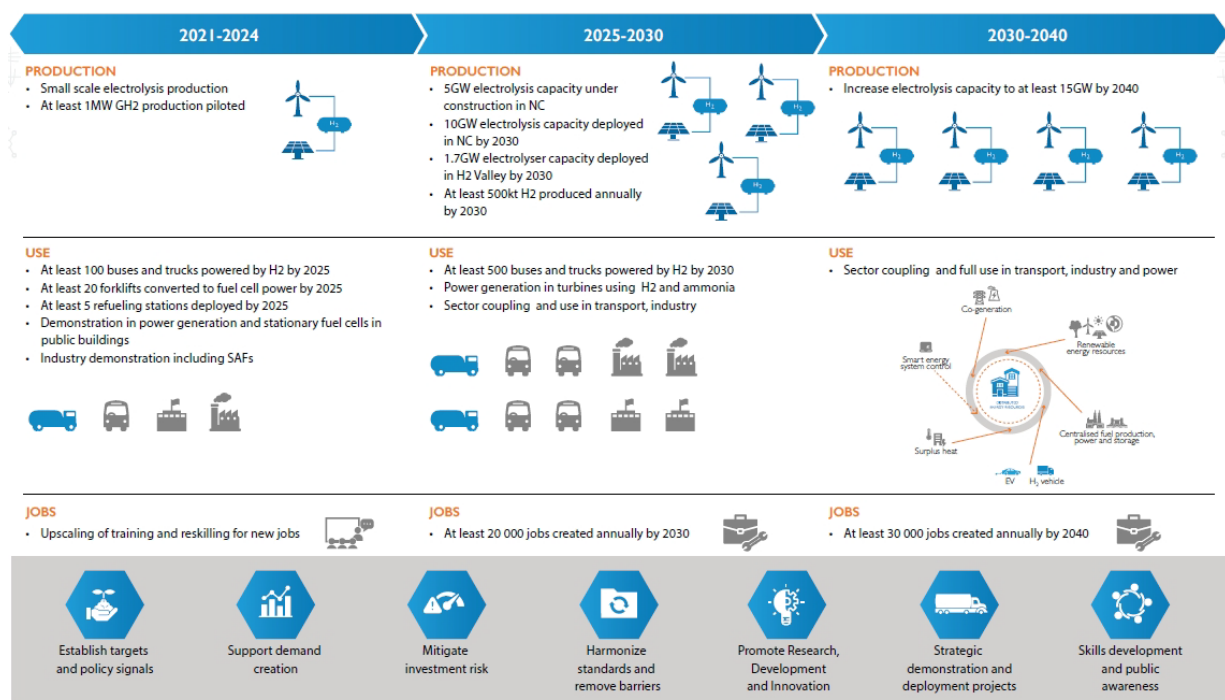 2021-2024
2025-2030
2030-2040
PRODUCTION
• Small scale electrolysis production
• At least 1MW GH2 production piloted
H2
PRODUCTION
• 5GW electrolysis capacity under
construction in NC
• 10GW electrolysis capacity deployed
in NC by 2030
• 1.7GW electrolyser capacity deployed
in H2 Valley by 2030
• At least 500kt H2 produced annually
by 2030
H2
H2
H2
PRODUCTION
• Increase electrolysis capacity to at least 15GW by 2040
H2
H2
H2
H2
USE
• At least 100 buses and trucks powered by H2 by 2025
• At least 20 forklifts converted to fuel cell power by 2025
• At least 5 refueling stations deployed by 2025
• Demonstration in power generation and stationary fuel cells in
public buildings
• Industry demonstration including SAFs
USE
• At least 500 buses and trucks powered by H2 by 2030
• Power generation in turbines using H2 and ammonia
• Sector coupling and use in transport, industry
USE
• Sector coupling and full use in transport, industry and power
Co-generation
Renewable
energy resources
Smart energy
system control
Centralised fuel production,
power and storage
Surplus heat
EV
H2 vehicle
JOBS
• Upscaling of training and reskilling for new jobs
JOBS
• At least 20 000 jobs created annually by 2030
JOBS
• At least 30 000 jobs created annually by 2040
Establish targets
and policy signals
Support demand
creation
Mitigate
investment risk
Harmonize
standards and
remove barriers
Promote Research,
Development
and Innovation
Strategic
demonstration and
deployment projects
Skills development
and public
awareness